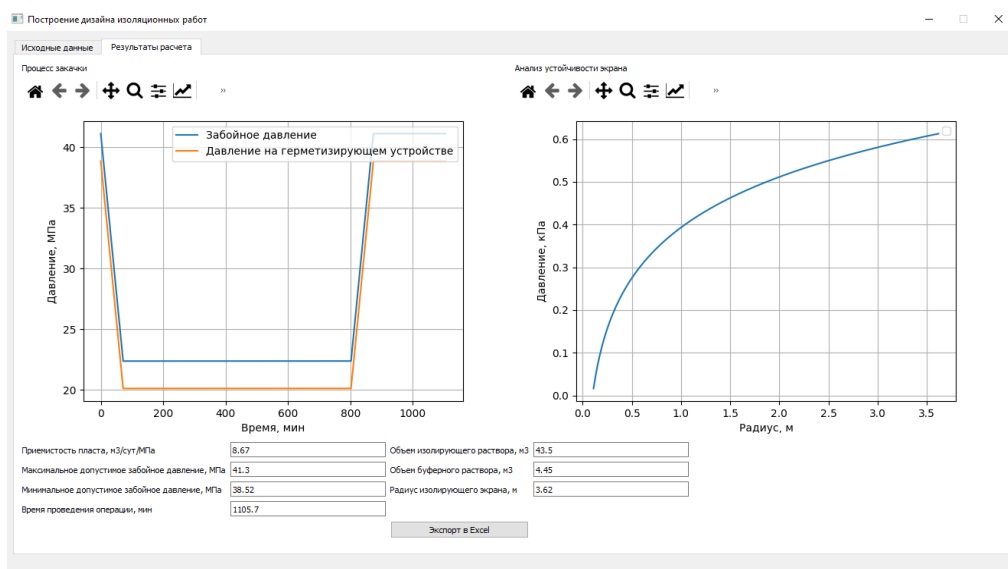 Построение дизайна изоляционных работ
Исходные данные
Результаты расчета
Процесс закачки
Анализ устойчивости экрана
Забойное давление
Давление на герметизирующем устройстве
40
35
30
25
20
Давление, МПа
0
200
400
600
800
1000
Время, мин
0.6
0.5
0.4
0.3
0.2
0.1
0.0
Давление, кПа
0.0
0.5
1.0
1.5
2.0
2.5
3.0
3.5
Радиус, м
Приемистость пласта, м3/сут/МПа 8.67
Объем изолирующего раствора, м3 43.5
Максимальное допустимое забойное давление, МПа 41.3
Объем буферного раствора, м3 4.45
Минимальное допустимое забойное давление, МПа 38.52
Радиус изолирующего экрана, м 3.62
Время проведения операции, мин 1105.7
Экспорт в Excel